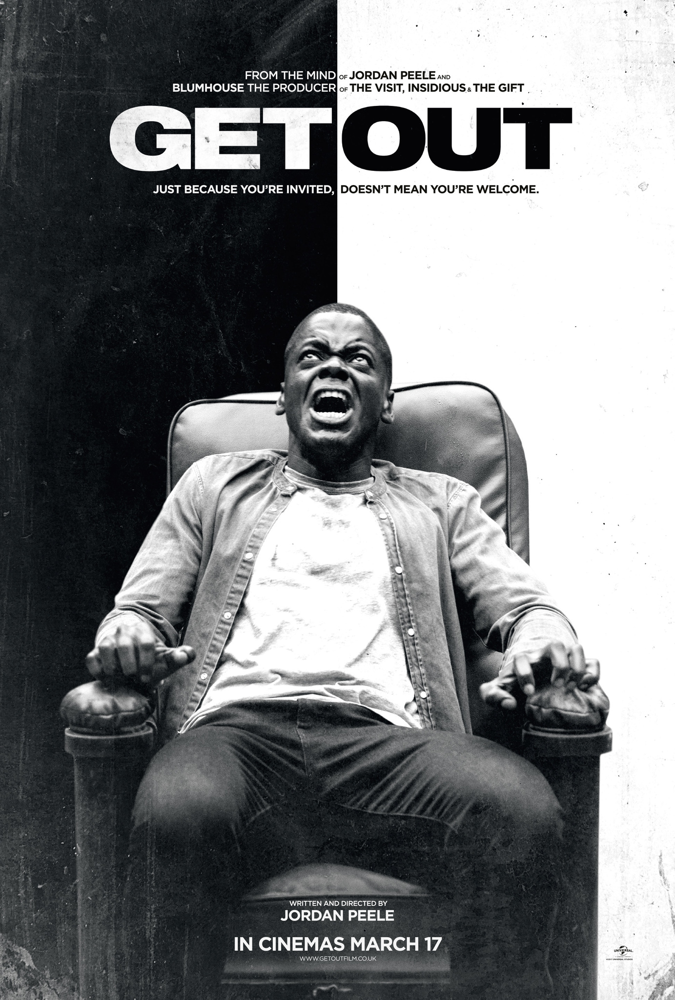 FROM THE MIND OF JORDAN PEELE AND
BLUMHOUSE THE PRODUCER OF THE VISIT, INSIDIOUS & THE GIFT
GET OUT
JUST BECAUSE YOU'RE INVITED, DOESN'T MEAN YOU'RE WELCOME.
WRITTEN AND DIRECTED BY
JORDAN PEELE
IN CINEMAS MARCH 17
WWW.GETOUTFILM.CO.UK
UNIVERSAL
A COMCAST COMPANY
©2017 UNIVERSAL STUDIOS